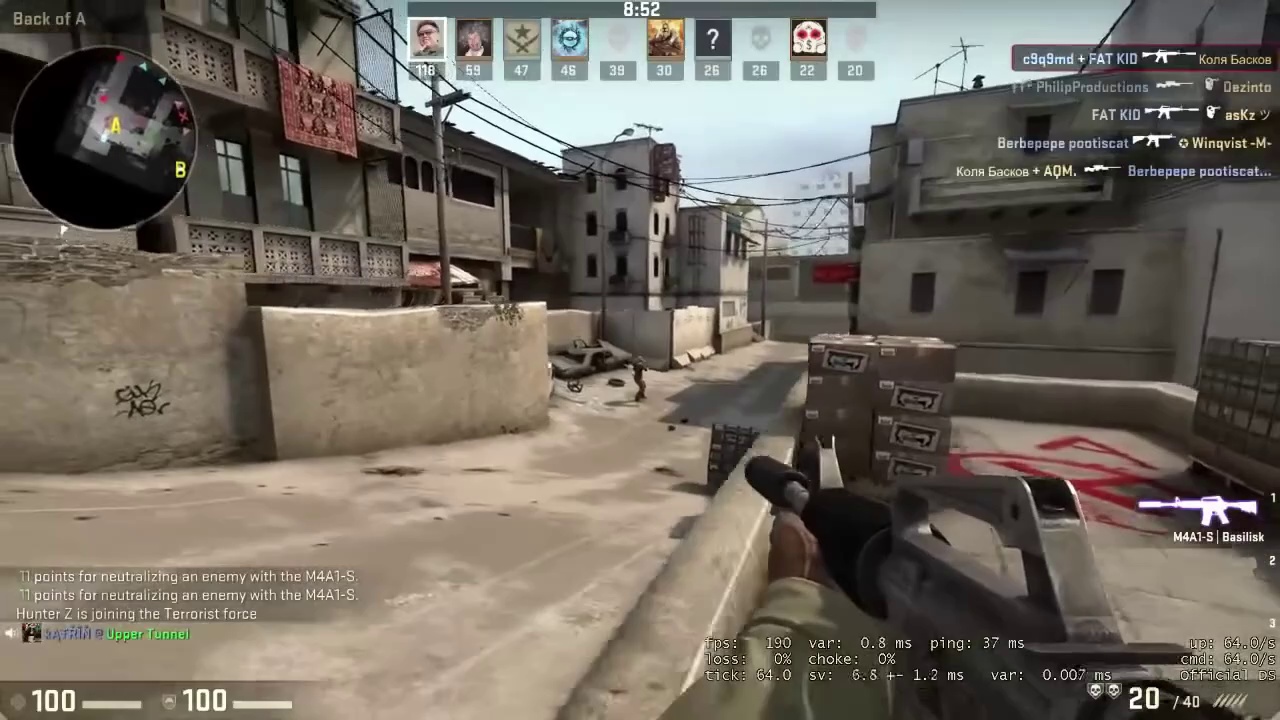 Back of A
8:52
?
118 59 47 46 39 30 26 26 22 20
A
B
c9q9md + FAT KID Коля Басков
PhilipProductions Dezinto
FAT KID asKz ツ
Berbepepe pootiscat Winqvist -M-
Коля Басков + AQM. Berbepepe pootiscat...
A
1
M4A1-S | Basilisk
2
3
11 points for neutralizing an enemy with the M4A1-S.
11 points for neutralizing an enemy with the M4A1-S.
Hunter Z is joining the Terrorist force
@ Upper Tunnel
fps: 190 var: 0.8 ms ping: 37 ms up: 64.0/s
loss: 0% choke: 0% cmd: 64.0/s
tick: 64.0 sv: 6.8 +- 1.2 ms var: 0.007 ms Official DS
100 100 20 / 40